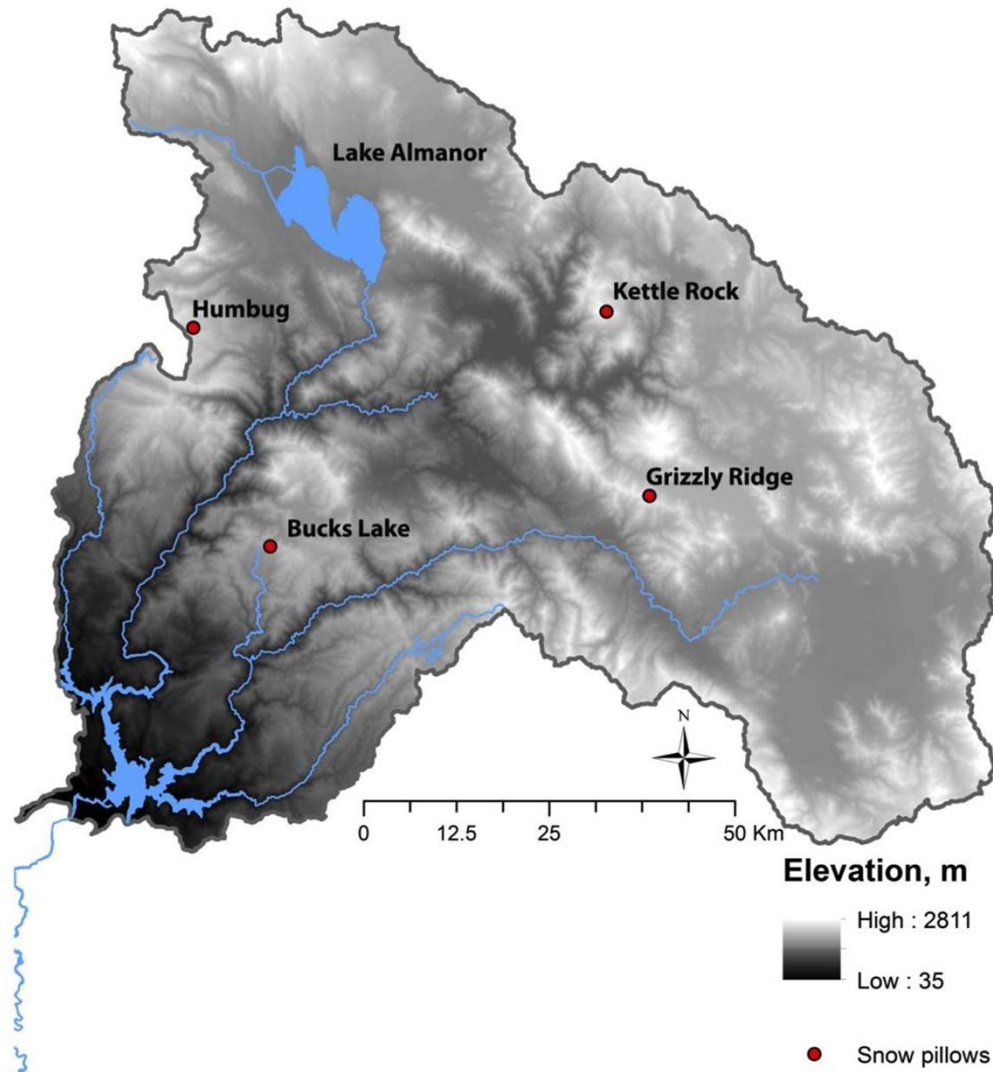 Lake Almanor
Kettle Rock
Humbug
Grizzly Ridge
Bucks Lake
N
0 12.5 25 50 Km
Elevation, m
High : 2811
Low : 35
Snow pillows